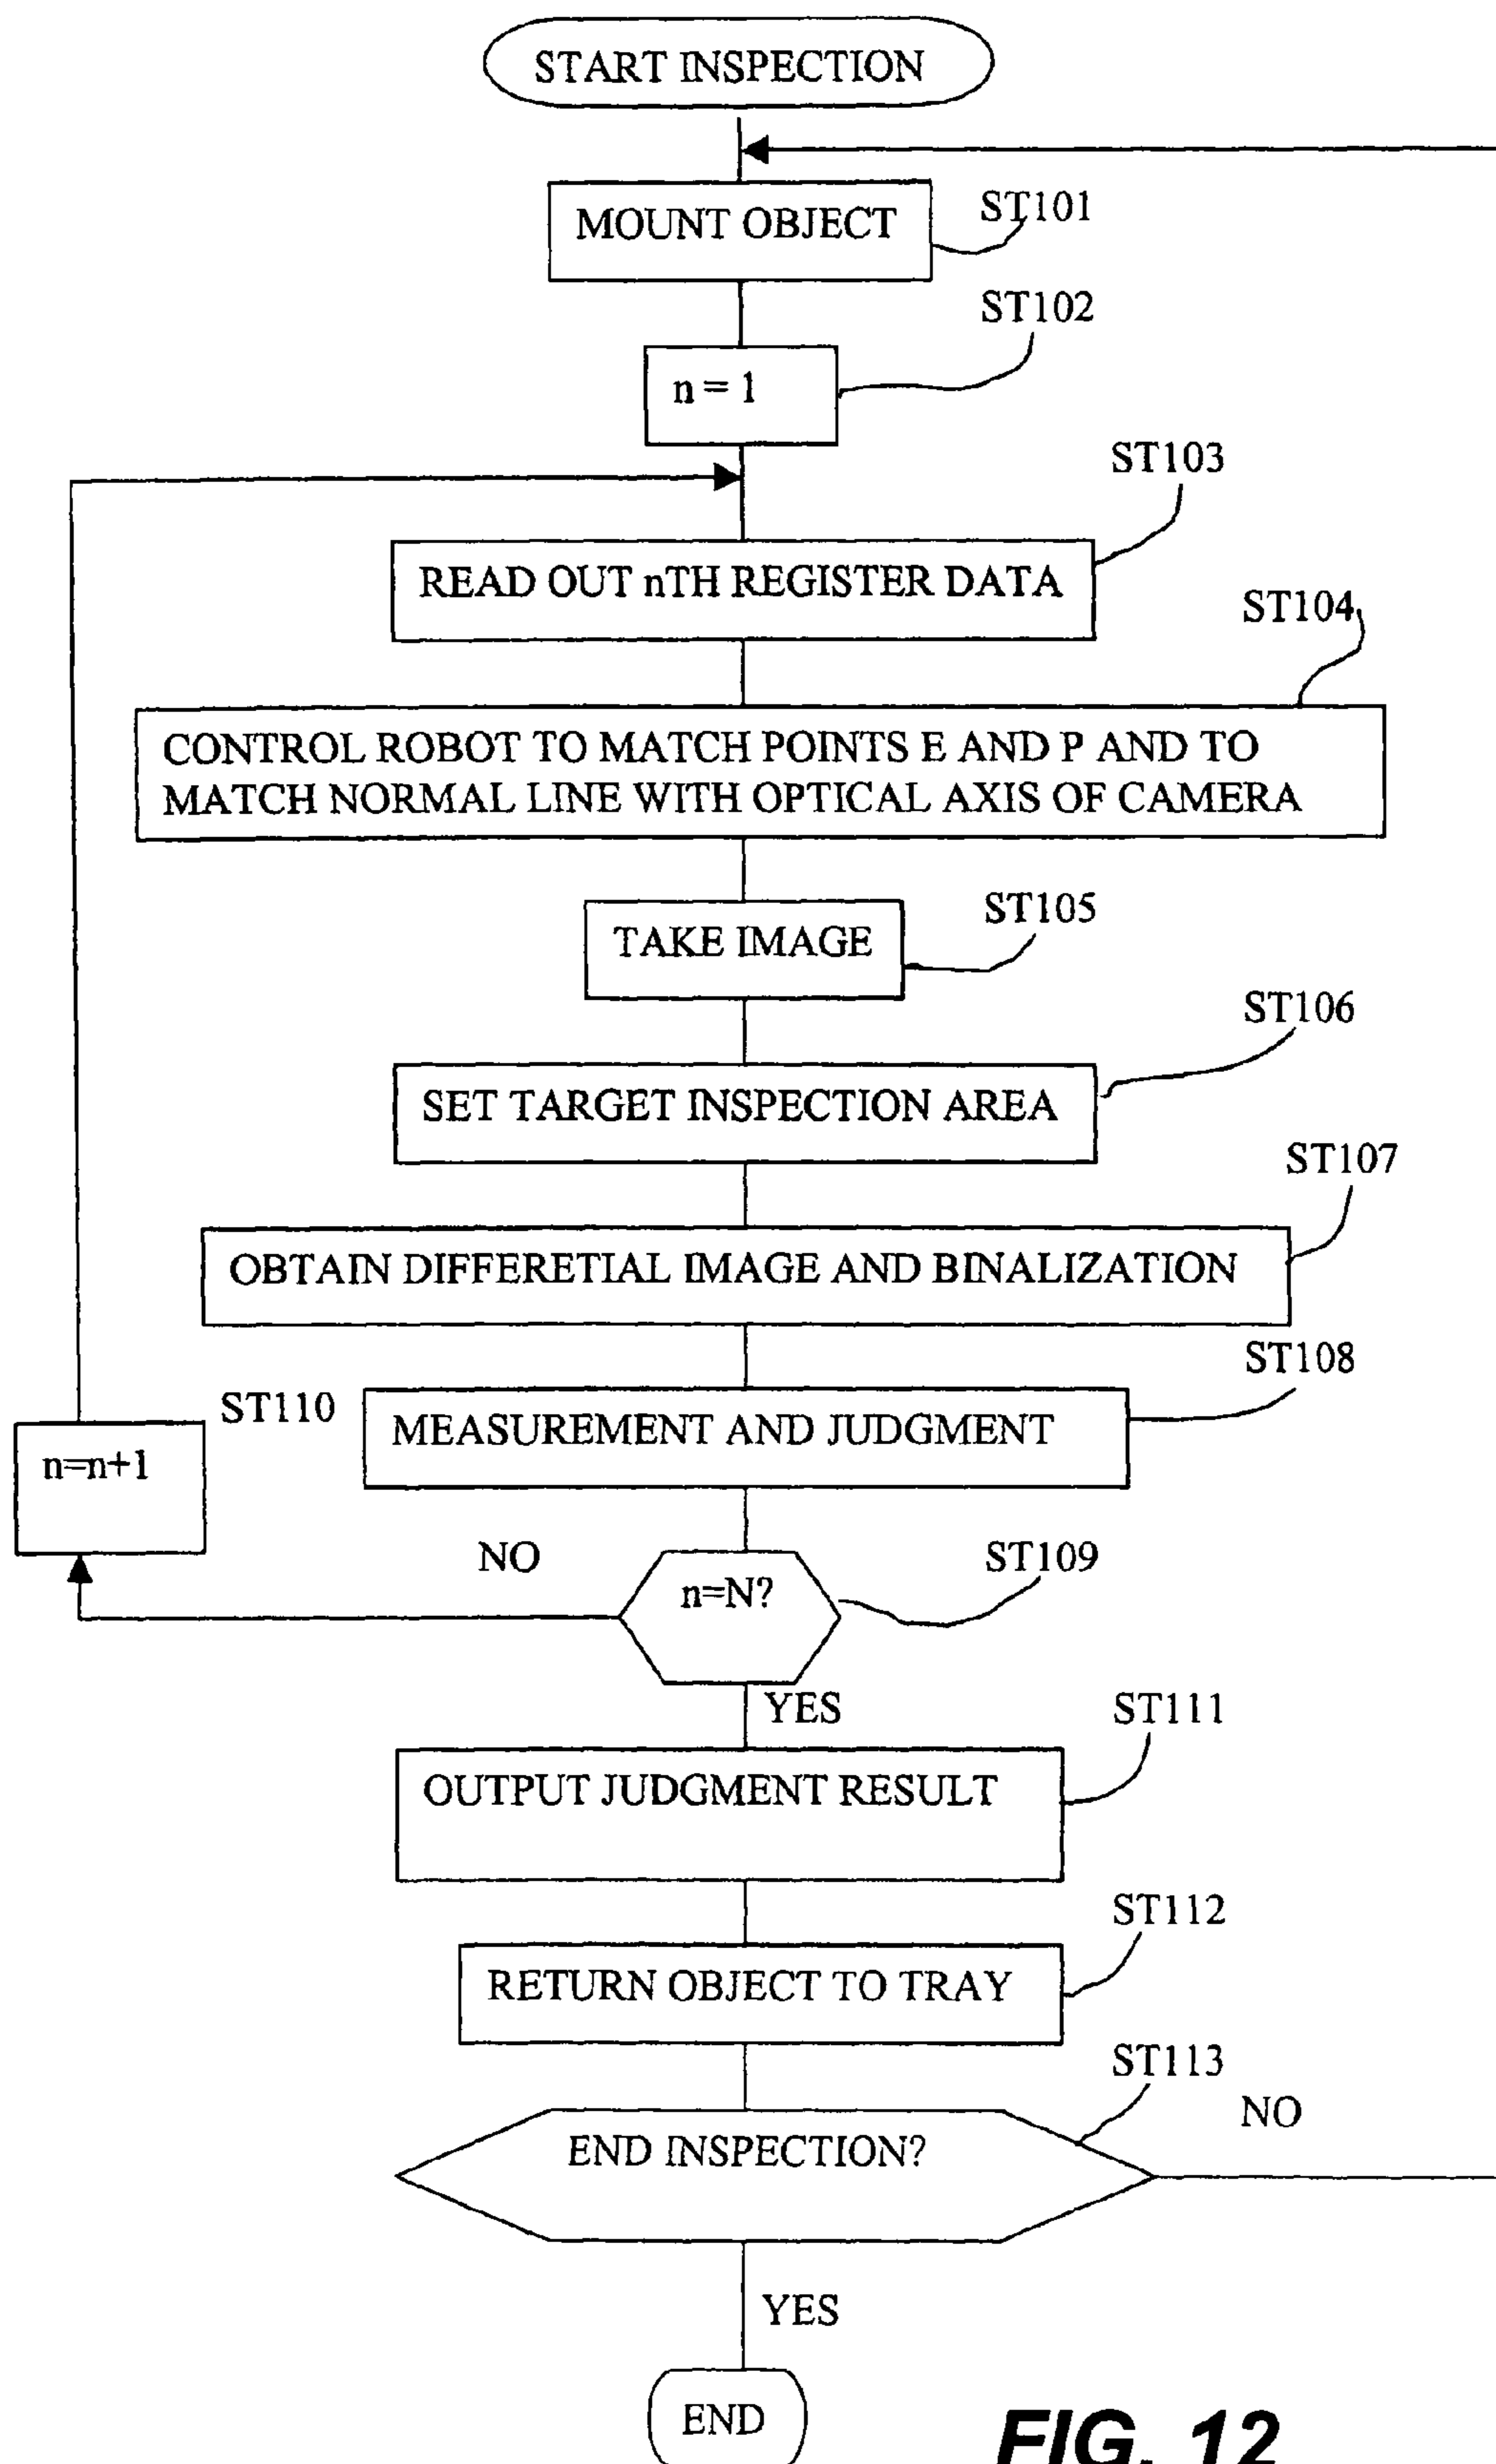 START INSPECTION
MOUNT OBJECT
ST101
ST102
n = 1
ST103
READ OUT nTH REGISTER DATA
ST104
CONTROL ROBOT TO MATCH POINTS E AND P AND TO
MATCH NORMAL LINE WITH OPTICAL AXIS OF CAMERA
ST105
TAKE IMAGE
ST106
SET TARGET INSPECTION AREA
ST107
OBTAIN DIFFERETIAL IMAGE AND BINALIZATION
ST108
ST110
MEASUREMENT AND JUDGMENT
n=n+1
NO
ST109
n=N?
YES
ST111
OUTPUT JUDGMENT RESULT
ST112
RETURN OBJECT TO TRAY
ST113
NO
END INSPECTION?
YES
END
FIG. 12